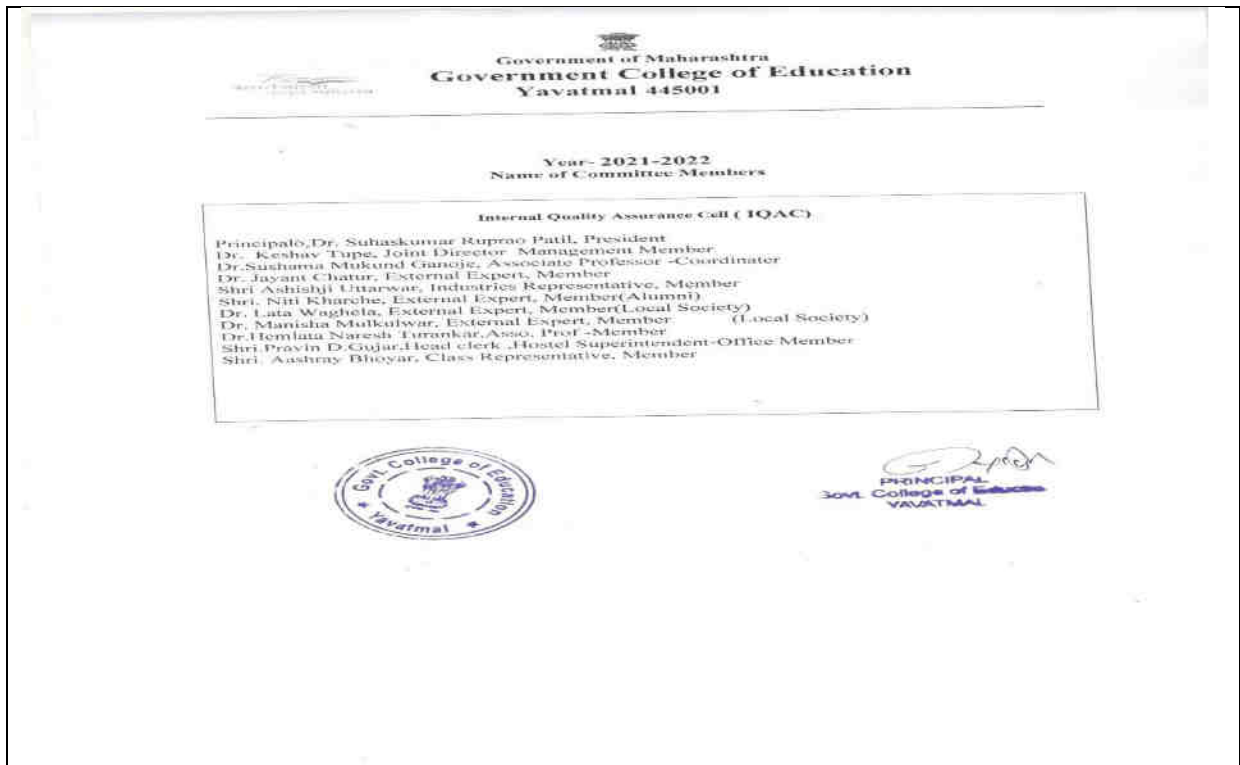 Government of Maharashtra
Government College of Education
Yavatmal 445001
Year- 2021-2022
Name of Committee Members
Internal Quality Assurance Cell ( IQAC)
Principalo,Dr. Suhaskumar Ruprao Patil, President
Dr. Keshav Tupe, Joint Director Management Member
Dr.Sushama Mukund Ganoje, Associate Professor -Coordinater
Dr. Jayant Chatur, External Expert, Member
Shri Ashishji Uttarwar, Industries Representative, Member
Shri. Niti Kharche, External Expert, Member(Alumni)
Dr. Lata Waghela, External Expert, Member(Local Society)
Dr. Manisha Mulkulwar, External Expert, Member (Local Society)
Dr.Hemlata Naresh Turankar,Asso. Prof -Member
Shri.Pravin D.Gujar,Head clerk ,Hostel Superintendent-Office Member
Shri. Aashray Bhoyar, Class Representative, Member
Govt. College of Education
Yavatmal
PRINCIPAL
Govt. College of
YAVATMAL